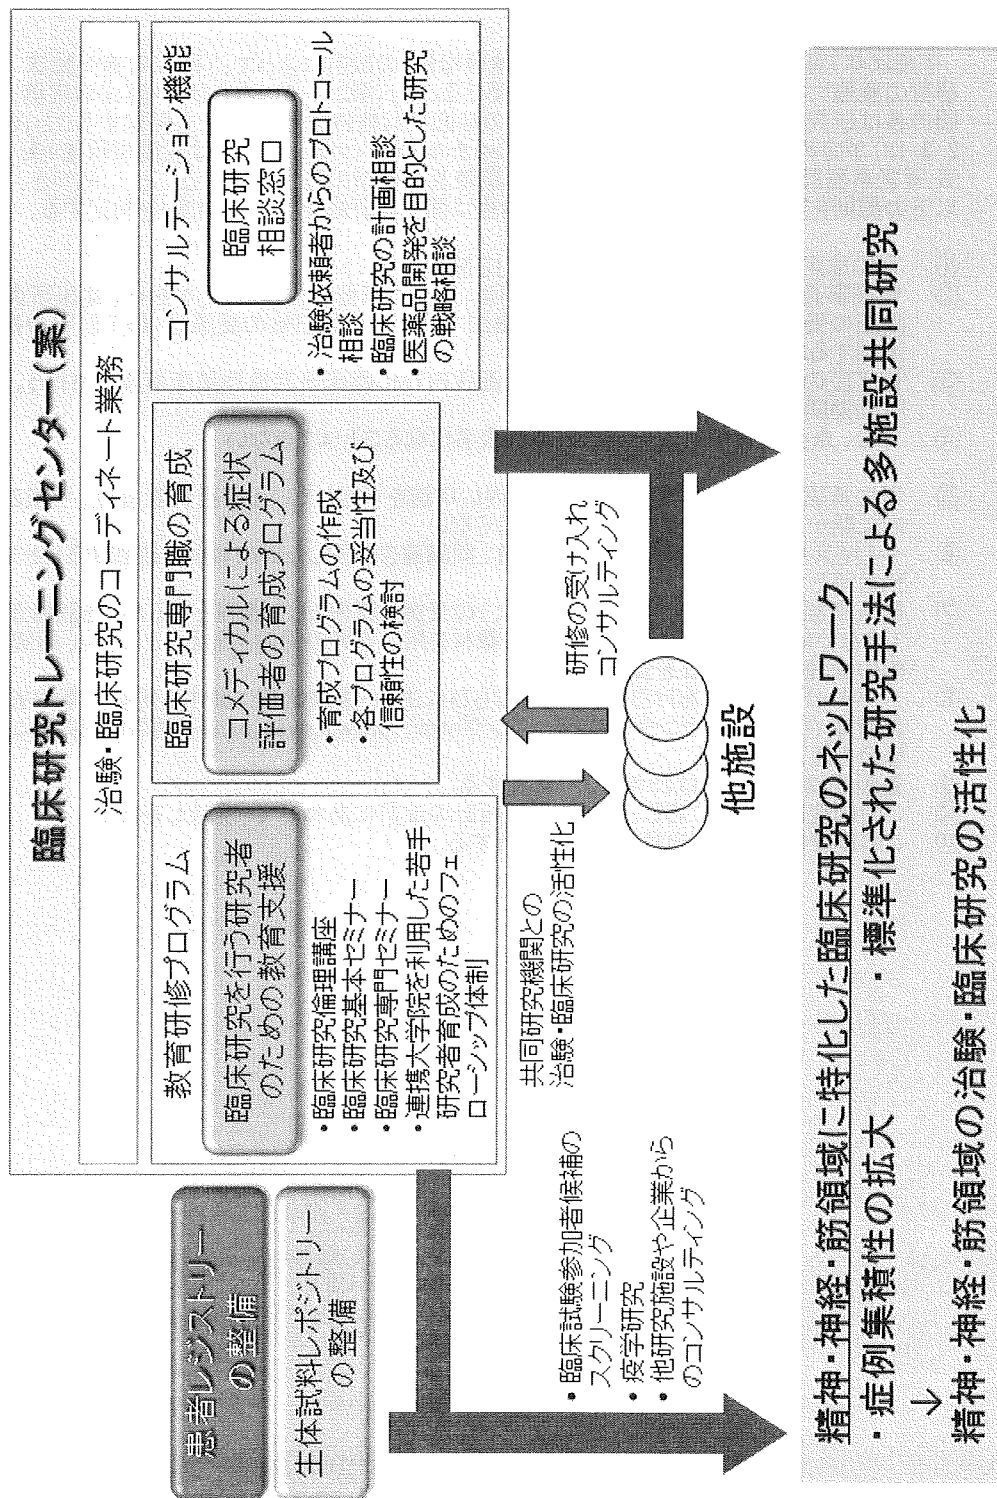 臨床研究トレーニングセンター(案)
治験・臨床研究のコーディネート業務
患者レジストリー
の整備
生体試料レポジトリー
の整備
教育研修プログラム
臨床研究を行う研究者
のための教育支援
・臨床研究倫理講座
・臨床研究基本セミナー
・臨床研究専門セミナー
・連携大学院を利用した若手
研究者育成のためのフェ
ローシップ体制
臨床研究専門職の育成
コメディカルによる症状
評価者の育成プログラム
・育成プログラムの作成
・各プログラムの妥当性及び
信頼性の検討
コンサルテーション機能
臨床研究
相談窓口
・治験依頼者からのプロトコール
相談
・臨床研究の計画相談
・医薬品開発を目的とした研究
の戦略相談
・臨床試験参加者候補の
スクリーニング
・疫学研究
・他研究施設や企業から
のコンサルティング
共同研究機関との
治験・臨床研究の活性化
他施設
研修の受け入れ
コンサルティング
精神・神経・筋領域に特化した臨床研究のネットワーク
・症例集積性の拡大 ・標準化された研究手法による多施設共同研究
↓
精神・神経・筋領域の治験・臨床研究の活性化